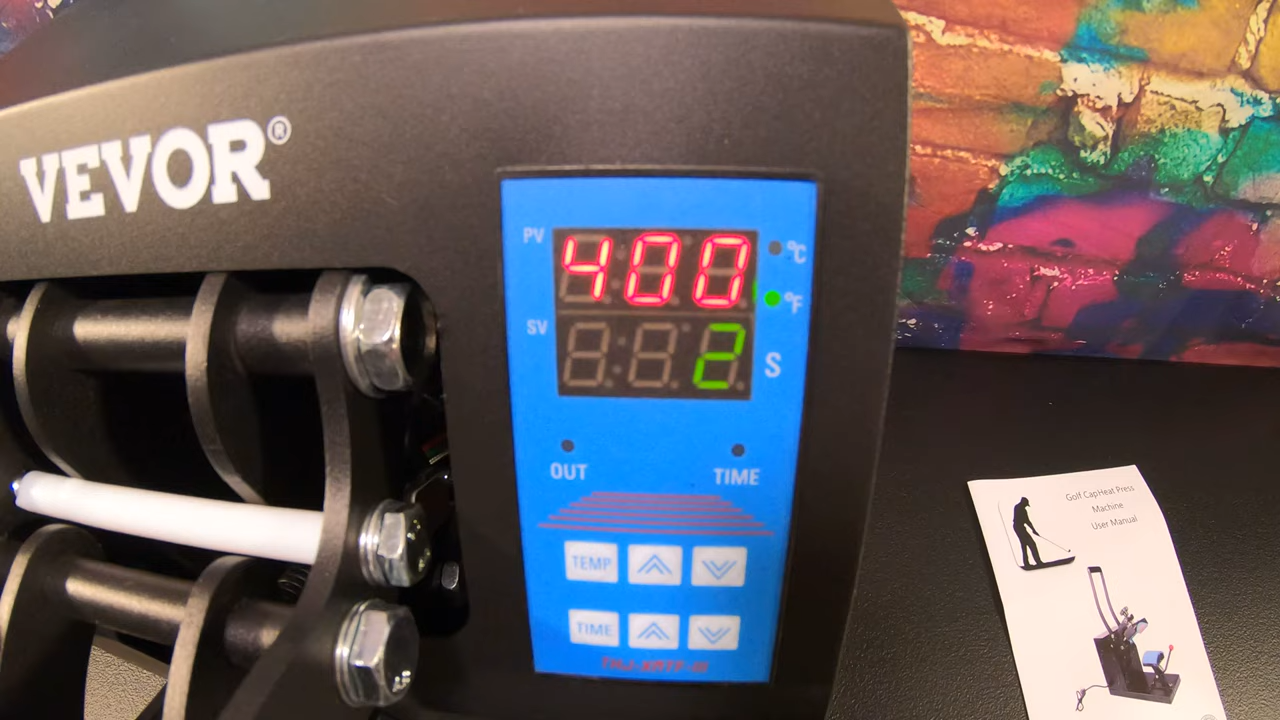 VEVOR®
PV
400
°C
°F
SV
2
S
OUT
TIME
TEMP
TIME
Golf CapHeat Press
Machine
User Manual